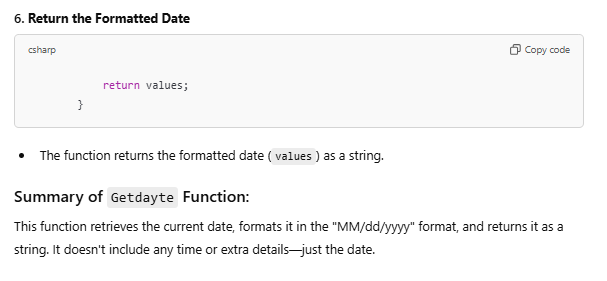 6. Return the Formatted Date
csharp
Copy code
return values;
}
• The function returns the formatted date (values) as a string.
Summary of Getdayte Function:
This function retrieves the current date, formats it in the "MM/dd/yyyy" format, and returns it as a
string. It doesn't include any time or extra details—just the date.